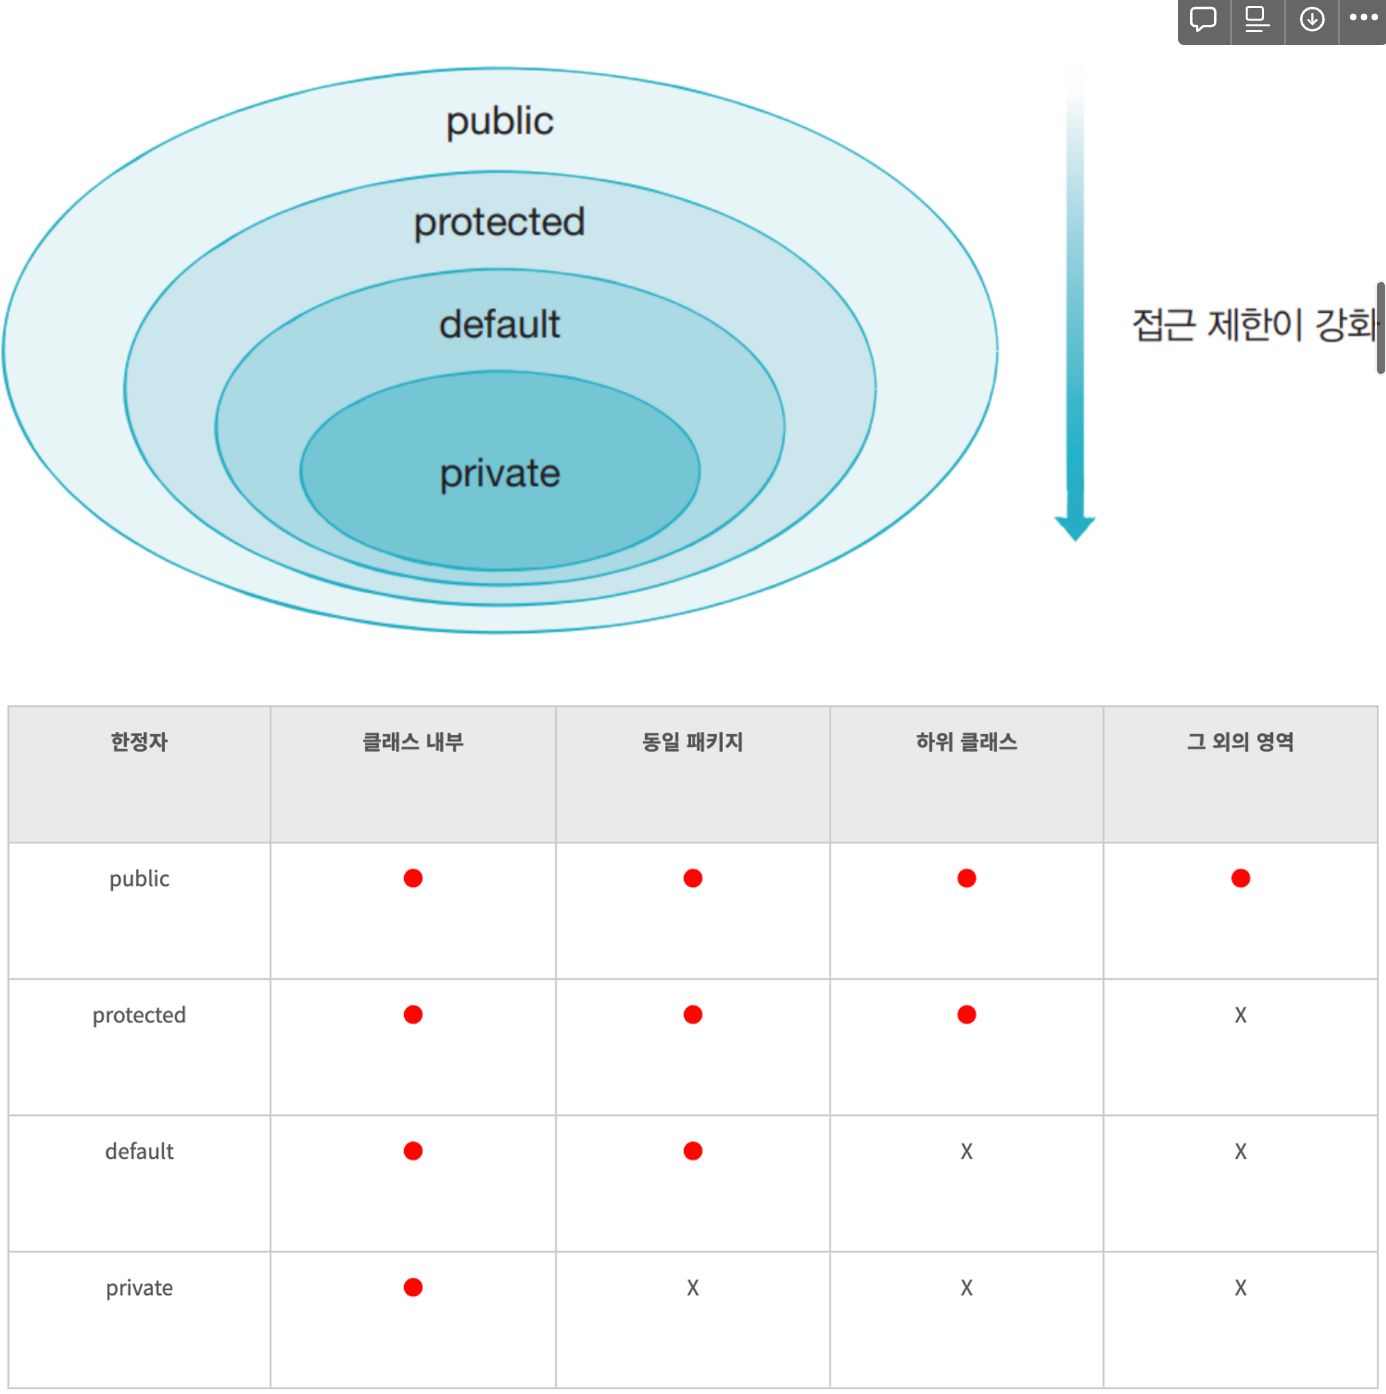 public
protected
default
private
접근 제한이 강화
한정자 클래스 내부 동일 패키지 하위 클래스 그 외의 영역
public ● ● ● ●
protected ● ● ● X
default ● ● X X
private ● X X X